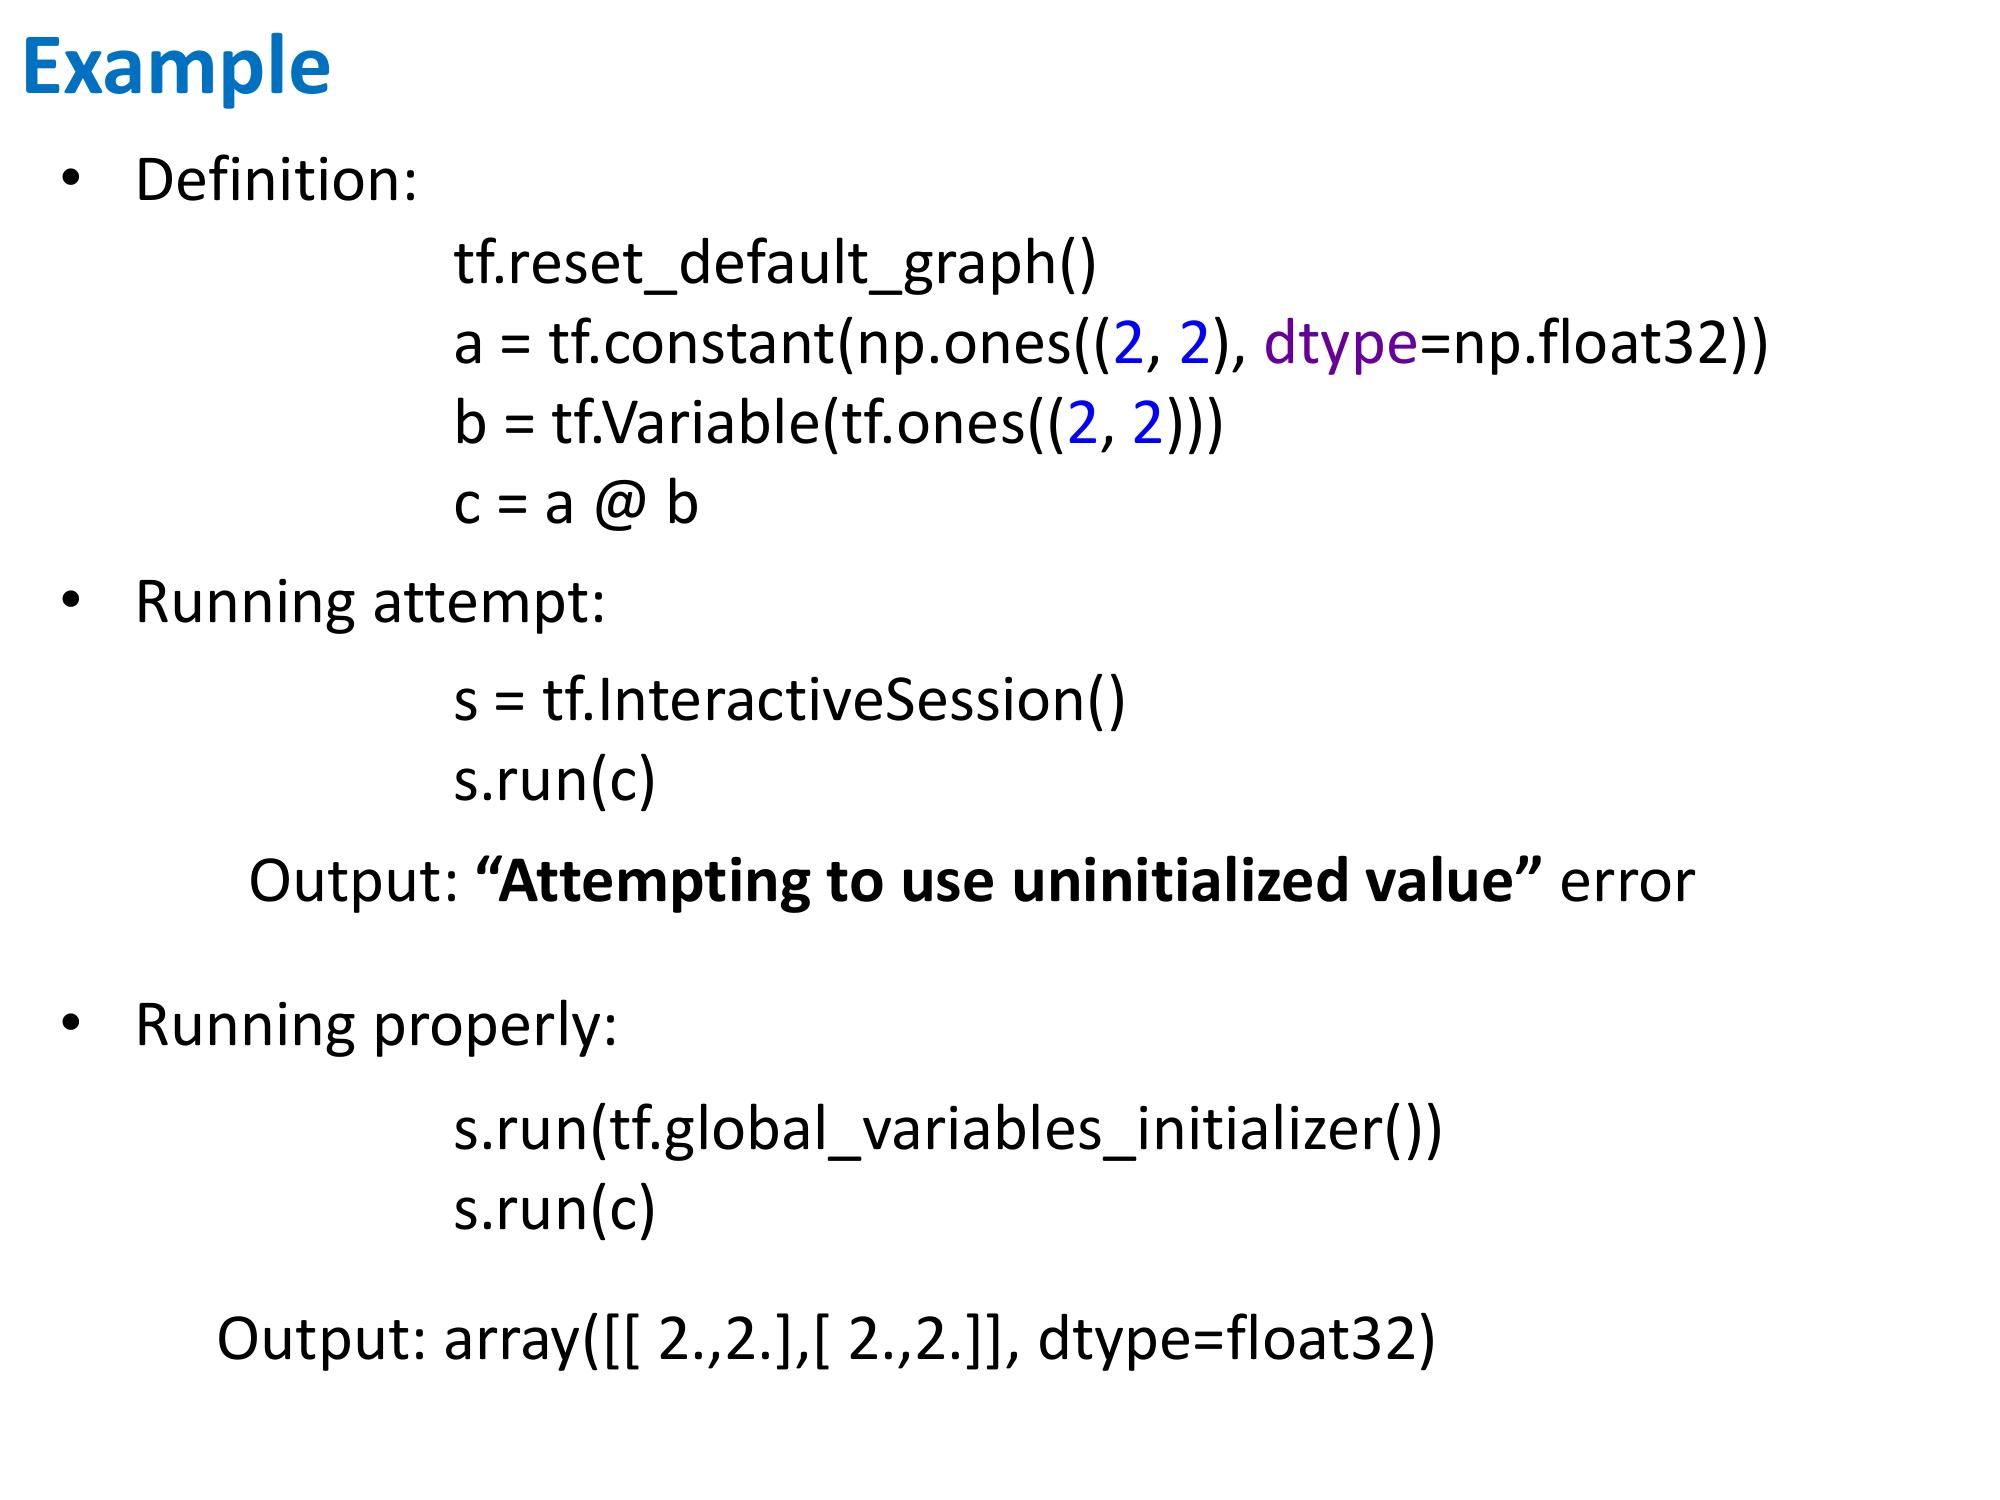 Example
• Definition:
tf.reset_default_graph()
a = tf.constant(np.ones((2, 2), dtype=np.float32))
b = tf.Variable(tf.ones((2, 2)))
c = a @ b
• Running attempt:
s = tf.InteractiveSession()
s.run(c)
Output: “Attempting to use uninitialized value” error
• Running properly:
s.run(tf.global_variables_initializer())
s.run(c)
Output: array([[ 2.,2.],[ 2.,2.]], dtype=float32)